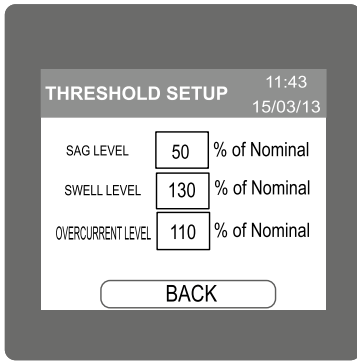 THRESHOLD SETUP 11:43
15/03/13
SAG LEVEL 50 % of Nominal
SWELL LEVEL 130 % of Nominal
OVERCURRENT LEVEL 110 % of Nominal
BACK